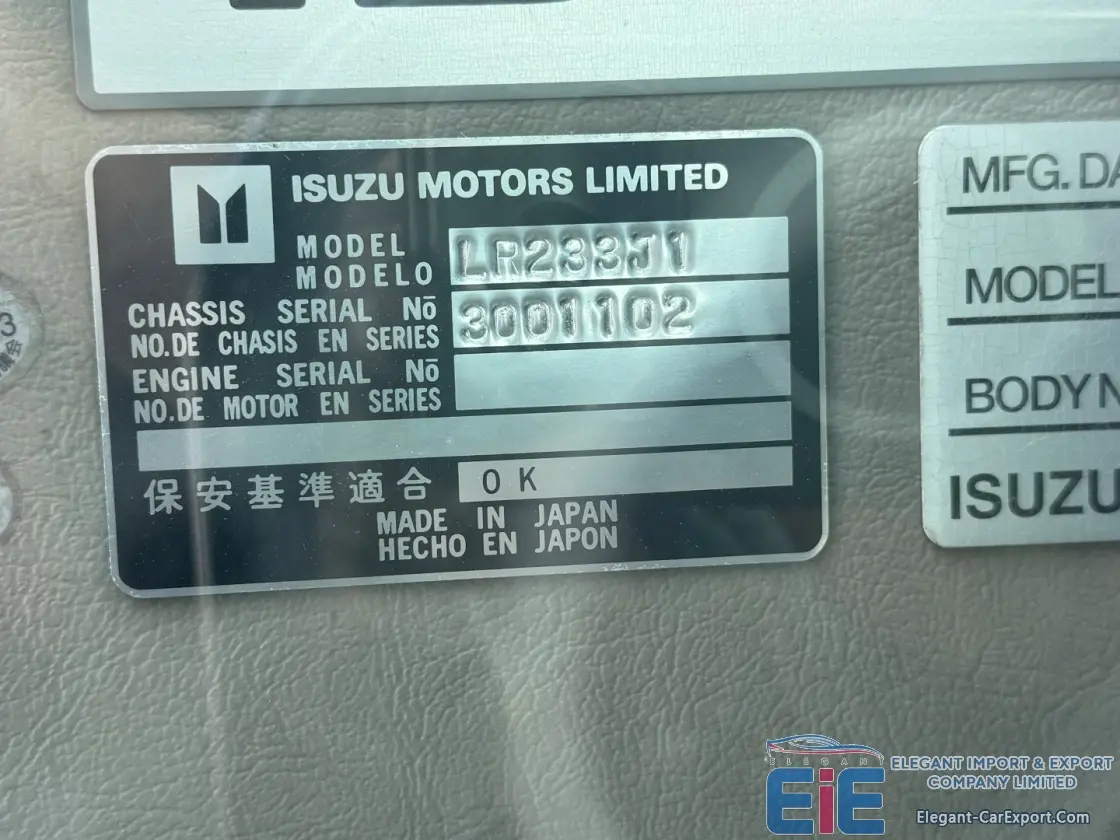 ISUZU MOTORS LIMITED
MODEL
MODELO
LR233J1
CHASSIS SERIAL No
NO.DE CHASIS EN SERIES
3001102
ENGINE SERIAL No
NO.DE MOTOR EN SERIES
保安基準適合 OK
MADE IN JAPAN
HECHO EN JAPON
MFG. DA
MODEL
BODY N
ISUZU
3
ELEGANT
EiE
ELEGANT IMPORT & EXPORT
COMPANY LIMITED
Elegant-CarExport.Com